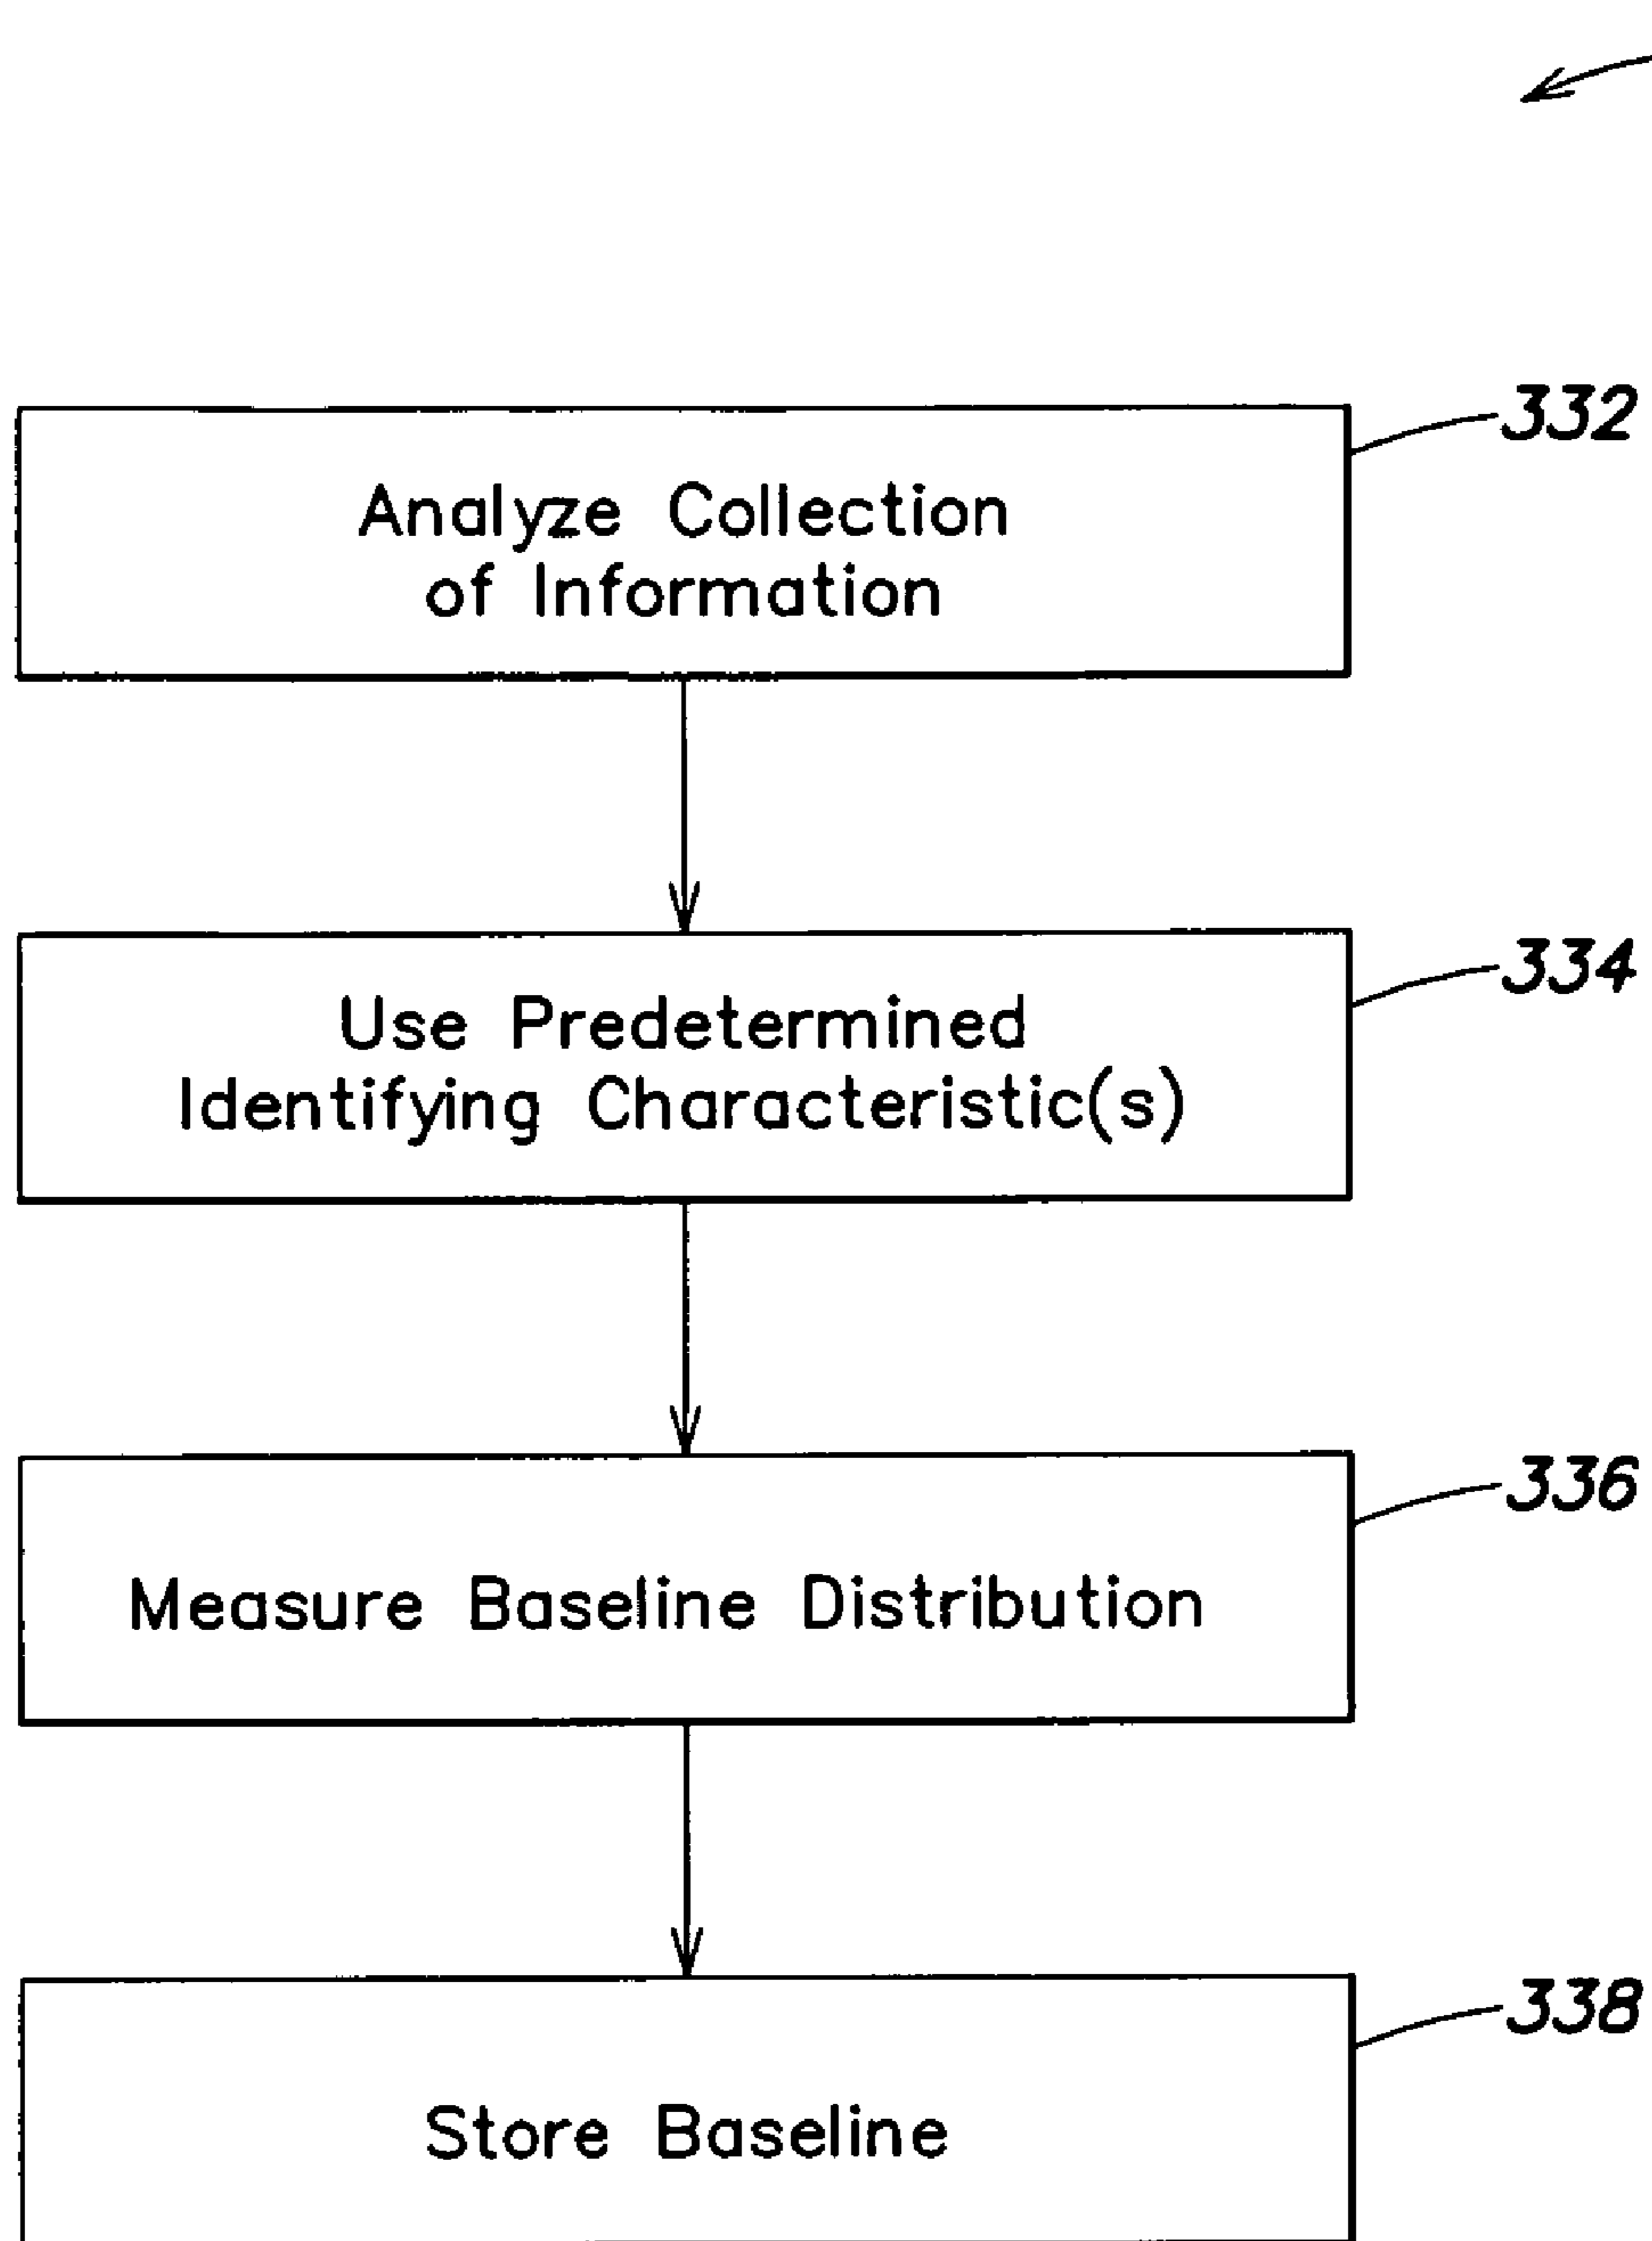 332
Analyze Collection
of Information
334
Use Predetermined
Identifying Characteristic(s)
336
Measure Baseline Distribution
338
Store Baseline